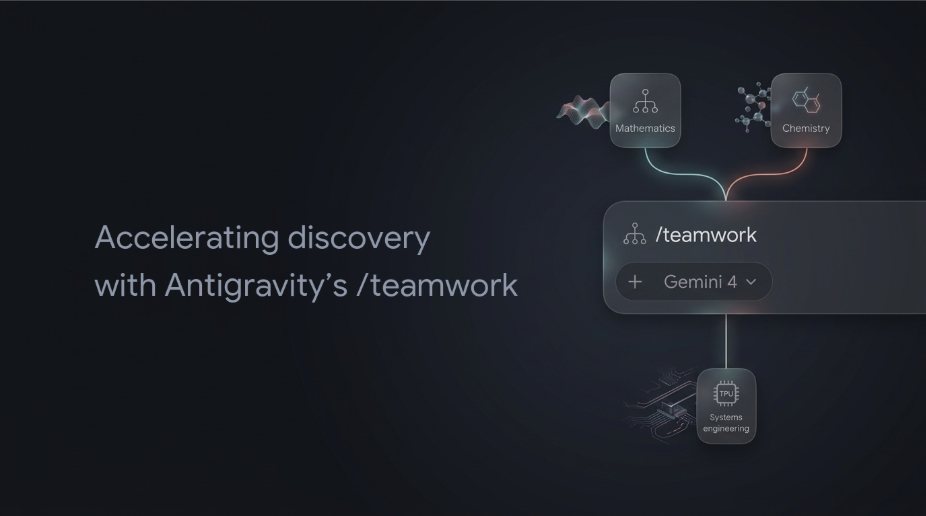 Mathematics
Chemistry
Accelerating discovery
with Antigravity’s /teamwork
/teamwork
+ Gemini 4
TPU
Systems
engineering